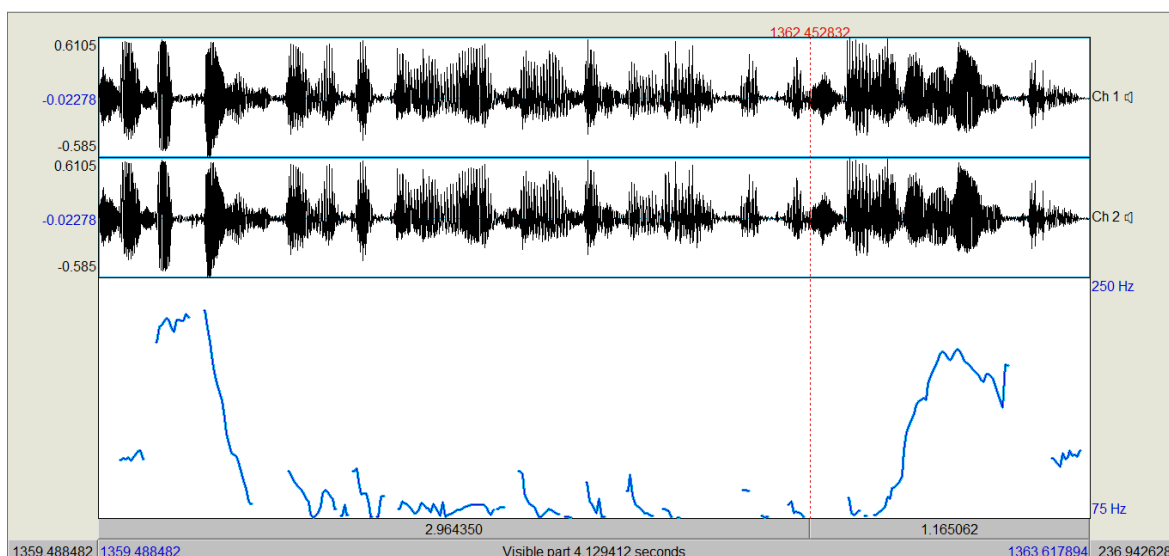 1362.452832
0.6105
-0.02278
-0.585
Ch 1
0.6105
-0.02278
-0.585
Ch 2
250 Hz
75 Hz
2.964350 1.165062
1359.488482 1359.488482 Visible part 4.129412 seconds 1363.617894 236.942628